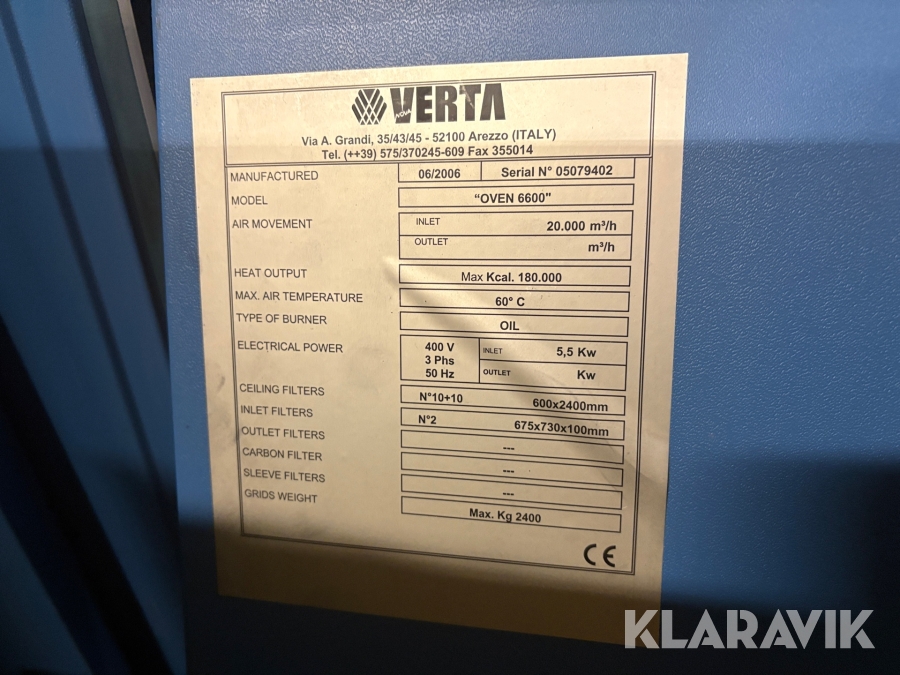 NOVA VERTA
Via A. Grandi, 35/43/45 - 52100 Arezzo (ITALY)
Tel. (++39) 575/370245-609 Fax 355014
MANUFACTURED 06/2006 Serial N° 05079402
MODEL "OVEN 6600"
AIR MOVEMENT INLET 20.000 m³/h
OUTLET m³/h
HEAT OUTPUT Max Kcal. 180.000
MAX. AIR TEMPERATURE 60° C
TYPE OF BURNER OIL
ELECTRICAL POWER 400 V INLET 5,5 Kw
3 Phs
50 Hz OUTLET Kw
CEILING FILTERS N°10+10 600x2400mm
INLET FILTERS N°2 675x730x100mm
OUTLET FILTERS ---
CARBON FILTER ---
SLEEVE FILTERS ---
GRIDS WEIGHT Max. Kg 2400
CE
KLARAVIK